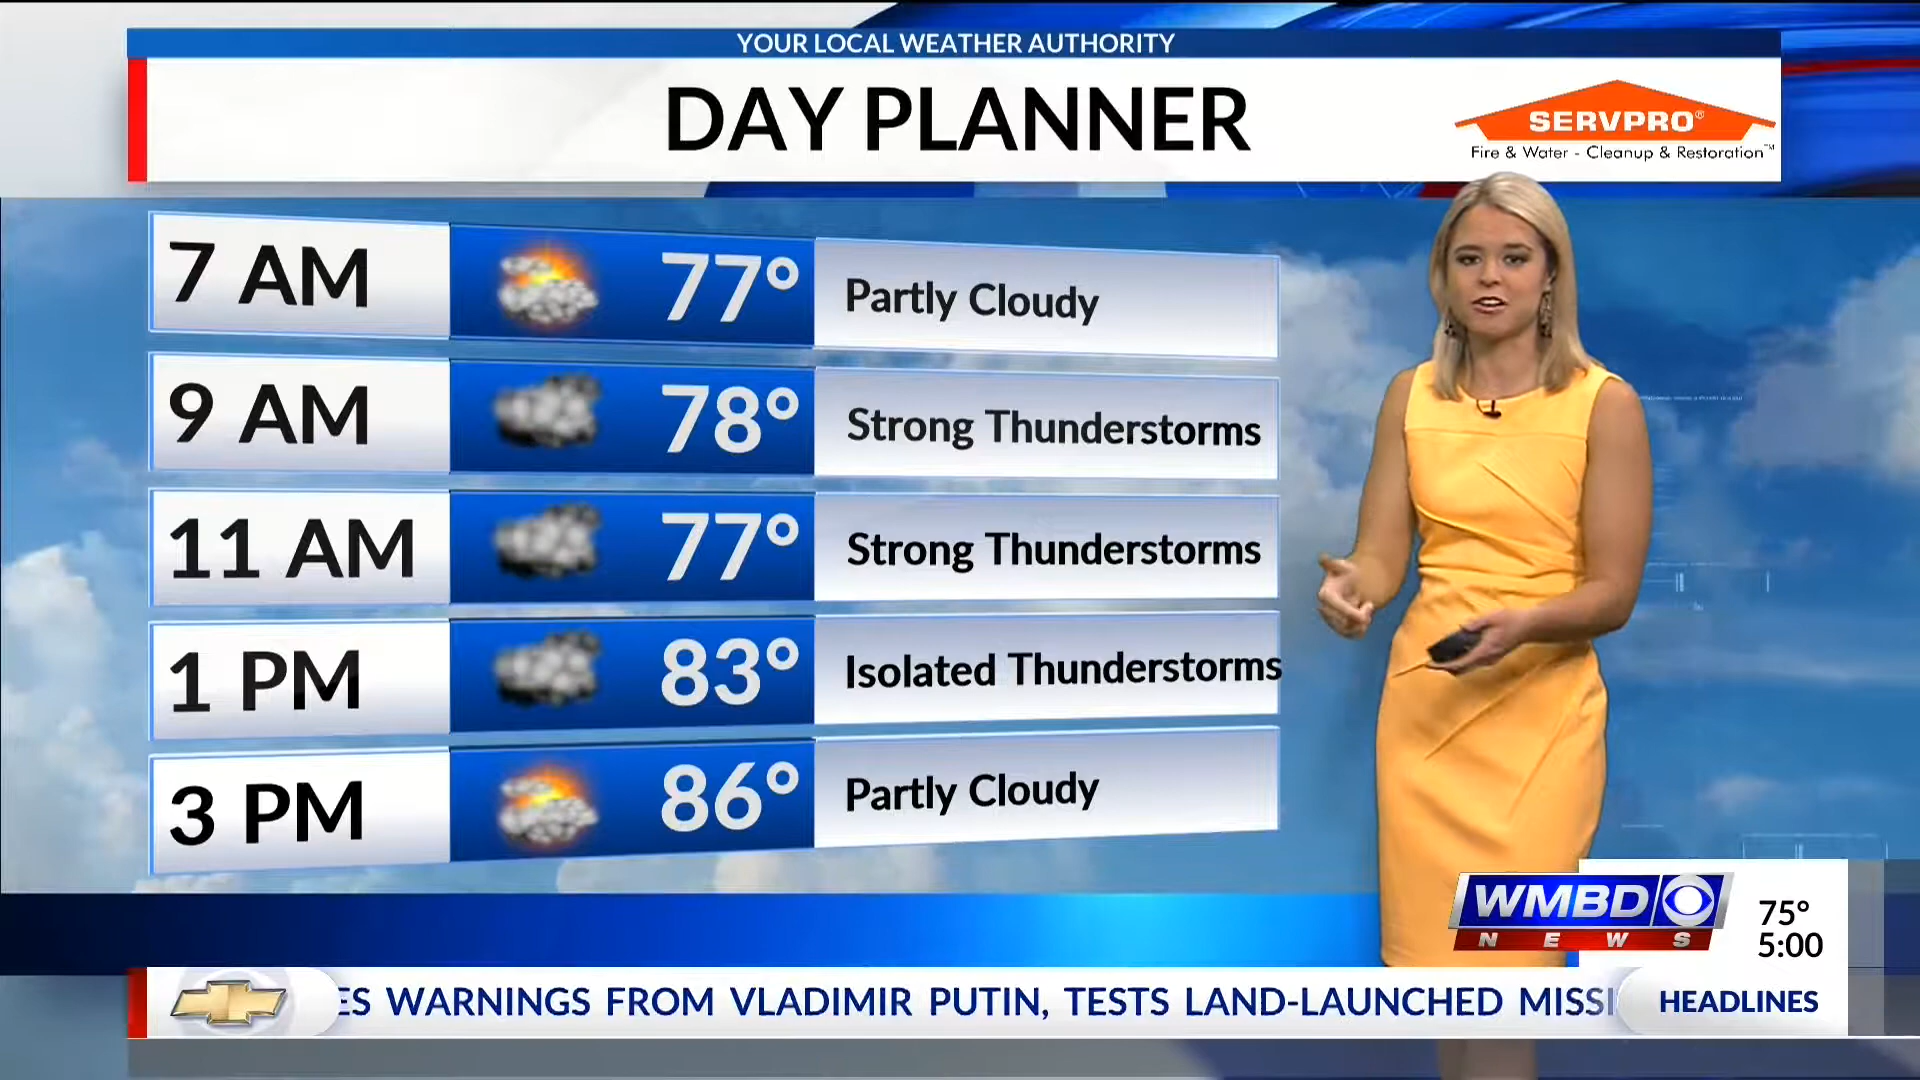 YOUR LOCAL WEATHER AUTHORITY
DAY PLANNER
SERVPRO®
Fire & Water - Cleanup & Restoration™
7 AM 77° Partly Cloudy
9 AM 78° Strong Thunderstorms
11 AM 77° Strong Thunderstorms
1 PM 83° Isolated Thunderstorms
3 PM 86° Partly Cloudy
WMBD
NEWS
75°
5:00
ES WARNINGS FROM VLADIMIR PUTIN, TESTS LAND-LAUNCHED MISSI
HEADLINES